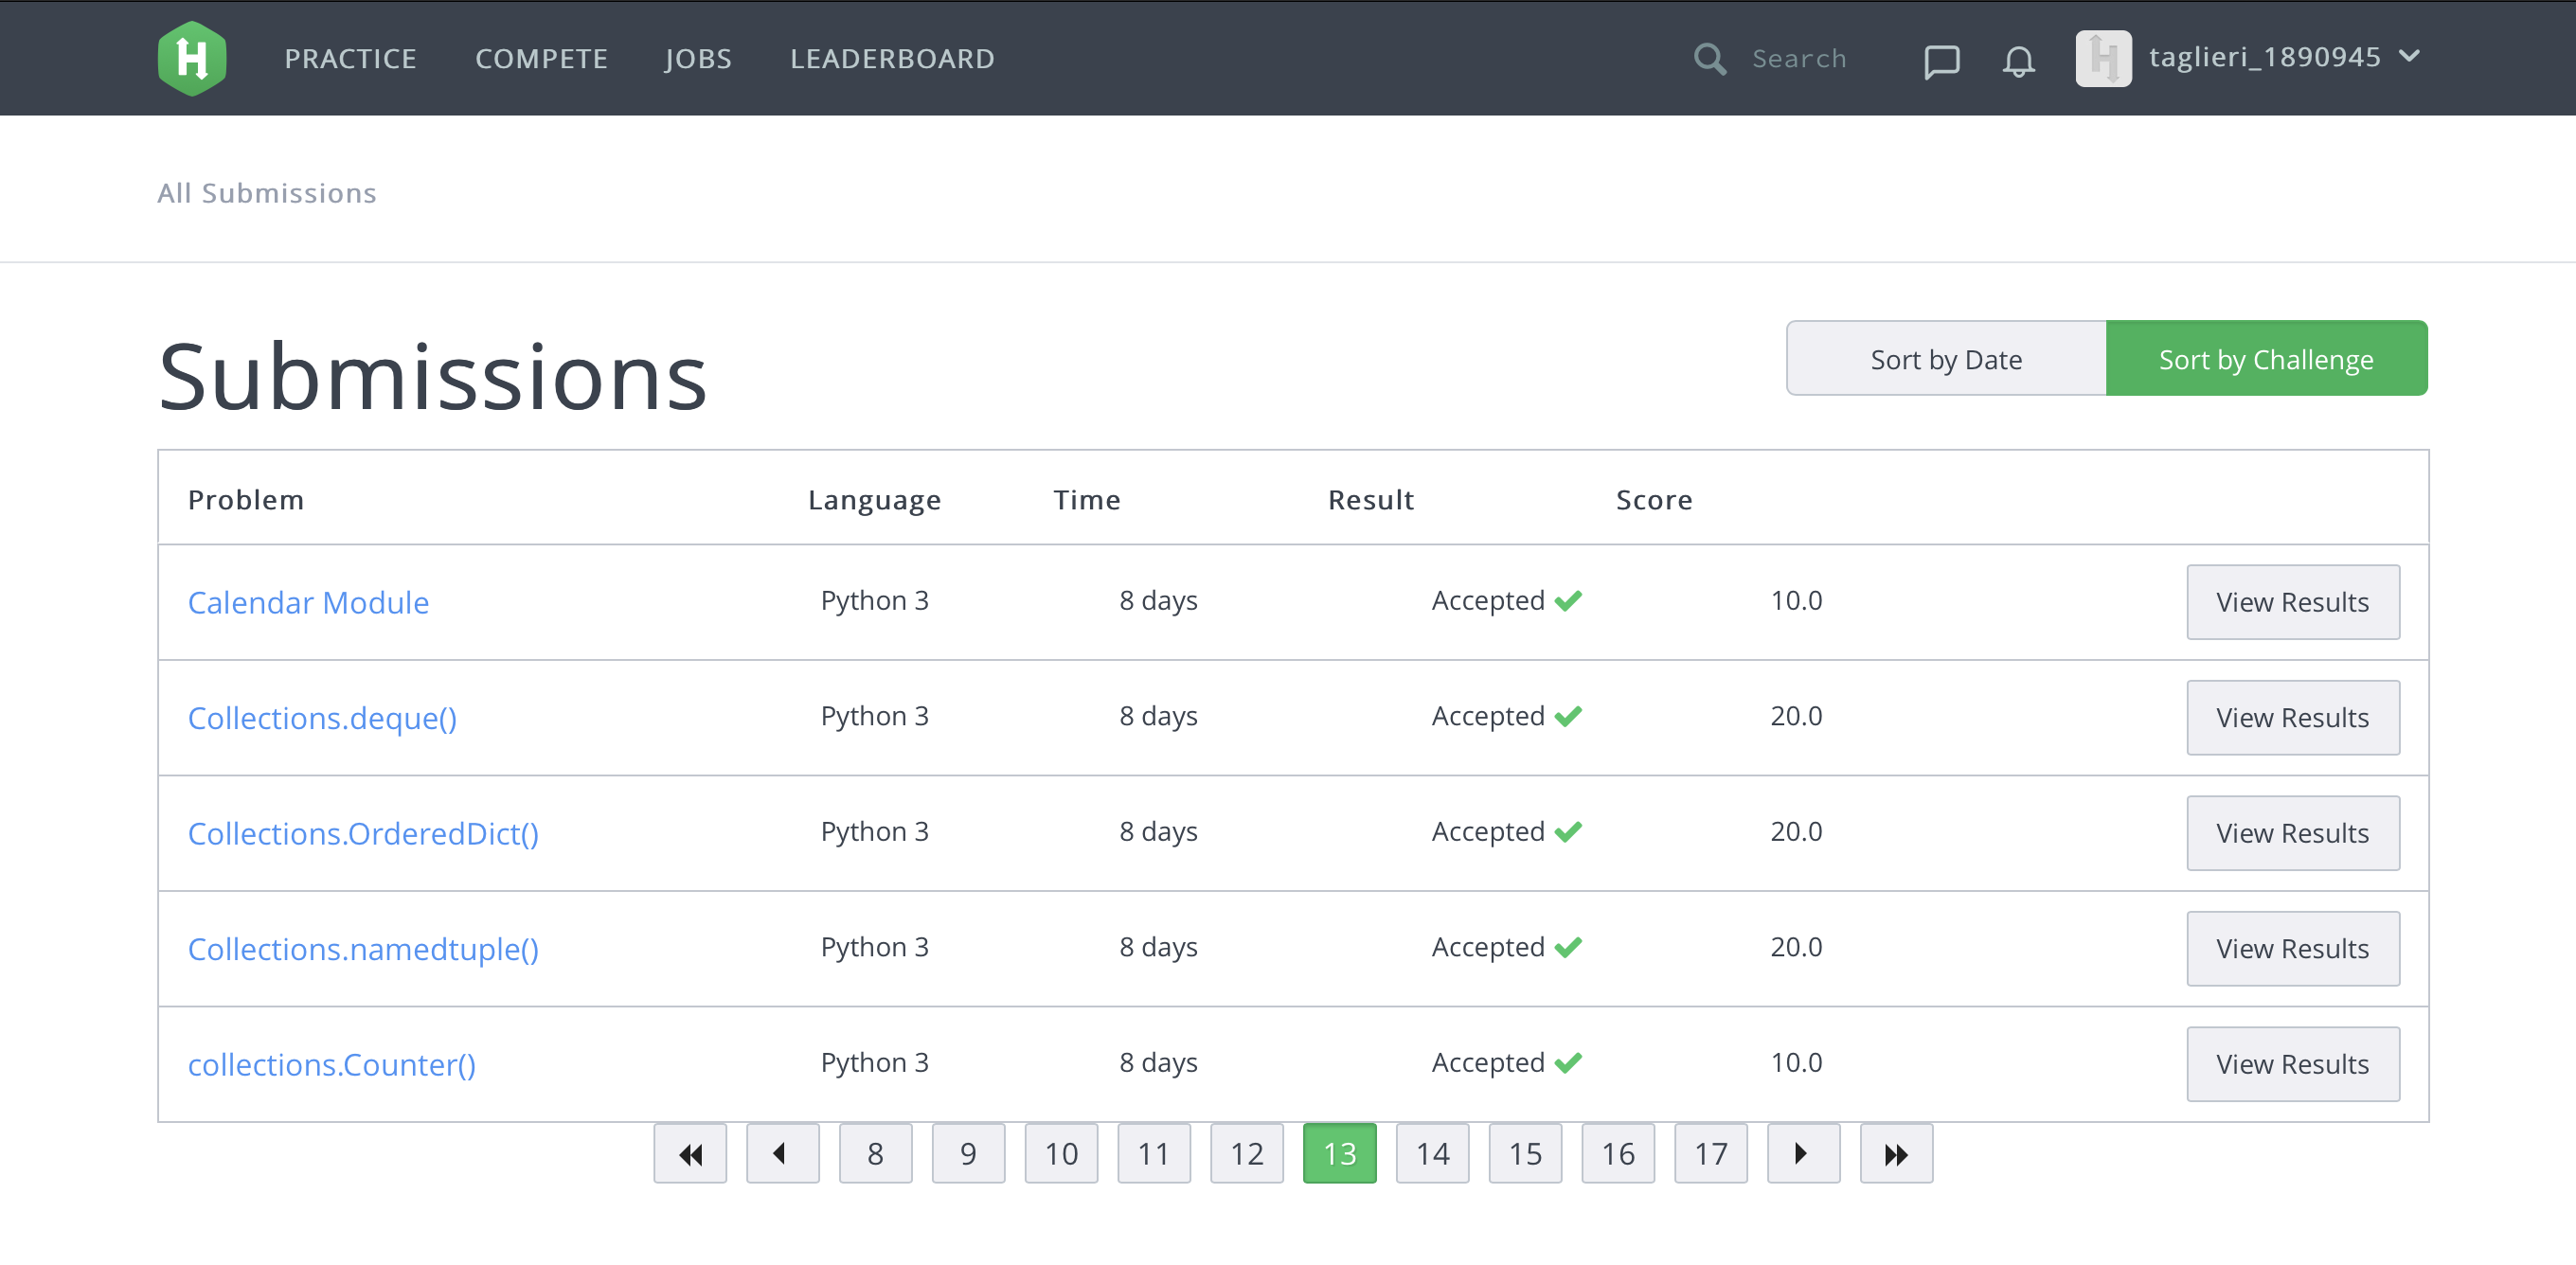 H PRACTICE COMPETE JOBS LEADERBOARD Search H taglieri_1890945
All Submissions
Submissions
Sort by Date Sort by Challenge
Problem Language Time Result Score
Calendar Module Python 3 8 days Accepted 10.0 View Results
Collections.deque() Python 3 8 days Accepted 20.0 View Results
Collections.OrderedDict() Python 3 8 days Accepted 20.0 View Results
Collections.namedtuple() Python 3 8 days Accepted 20.0 View Results
collections.Counter() Python 3 8 days Accepted 10.0 View Results
8 9 10 11 12 13 14 15 16 17